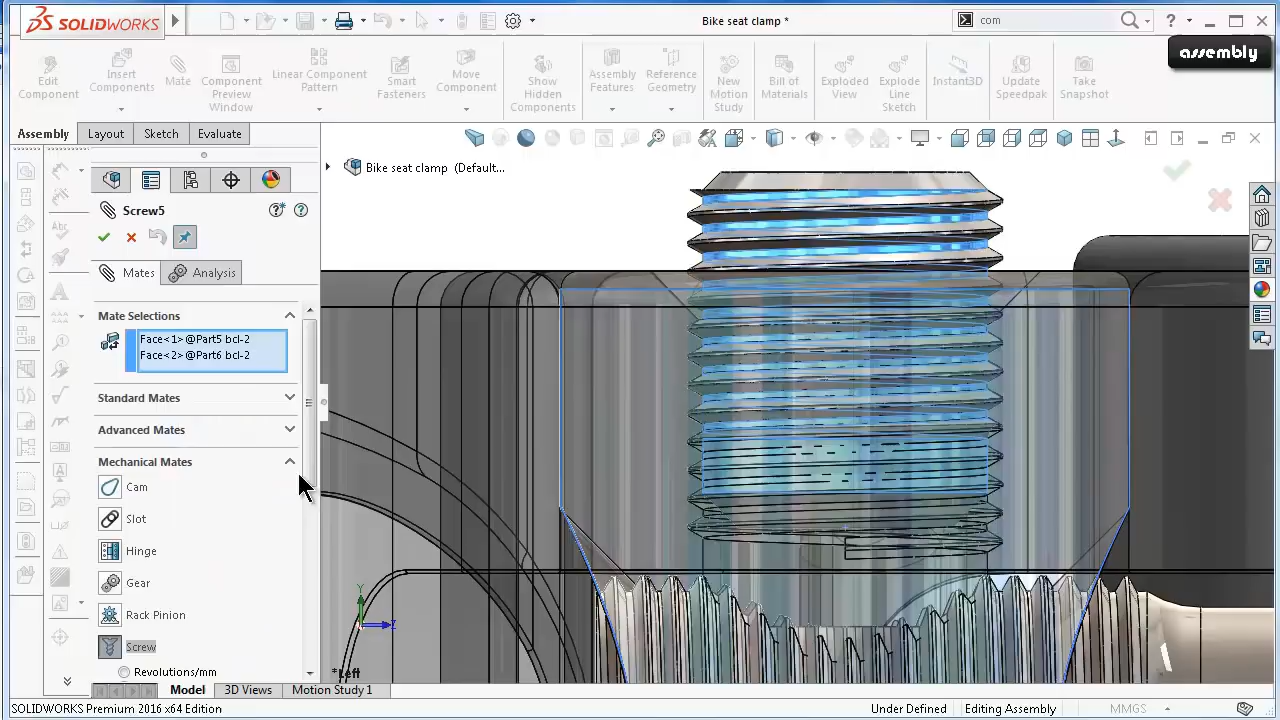 SOLIDWORKS
Bike seat clamp *
com
?
assembly
Edit Component
Insert Components
Mate
Component Preview Window
Linear Component Pattern
Smart Fasteners
Move Component
Show Hidden Components
Assembly Features
Reference Geometry
New Motion Study
Bill of Materials
Exploded View
Explode Line Sketch
Instant3D
Update Speedpak
Take Snapshot
Assembly
Layout
Sketch
Evaluate
Bike seat clamp (Default...
Screw5
Mates
Analysis
Mate Selections
Face<1>@Part5 bcl-2
Face<2>@Part6 bcl-2
Standard Mates
Advanced Mates
Mechanical Mates
Cam
Slot
Hinge
Gear
Rack Pinion
Screw
Revolutions/mm
Y
Z
*Left
Model
3D Views
Motion Study 1
SOLIDWORKS Premium 2016 x64 Edition
Under Defined
Editing Assembly
MMGS